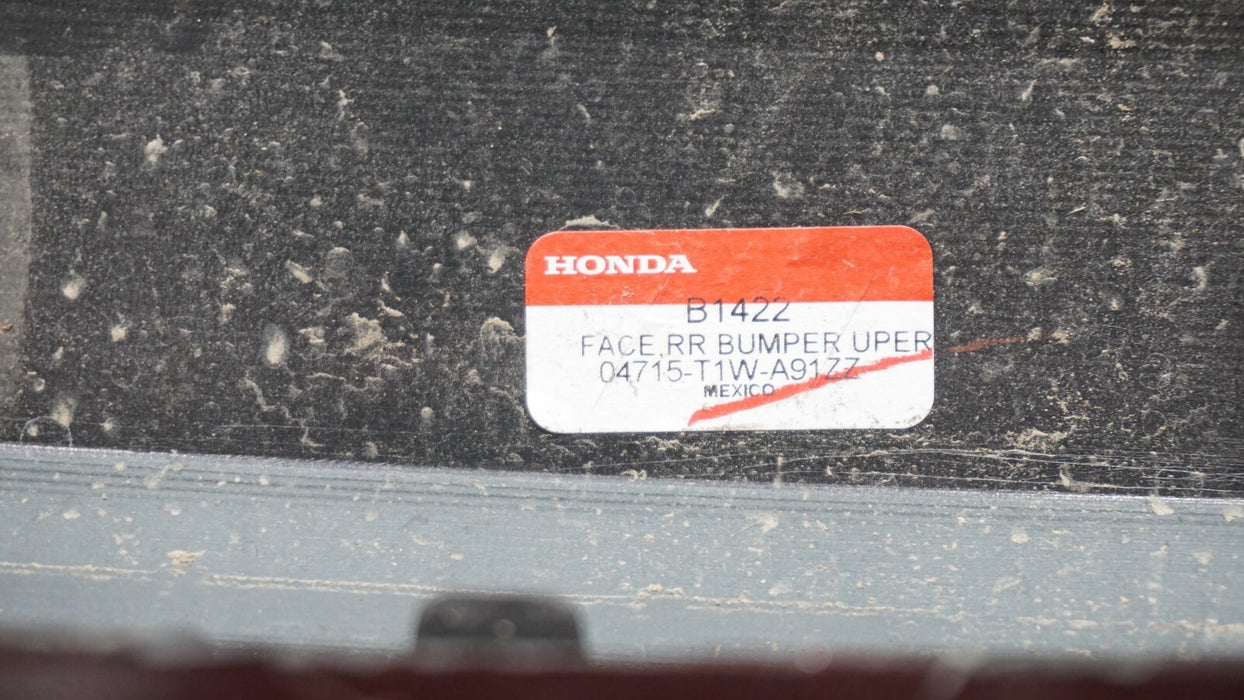 HONDA
B1422
FACE,RR BUMPER UPER
04715-T1W-A91ZZ
MEXICO